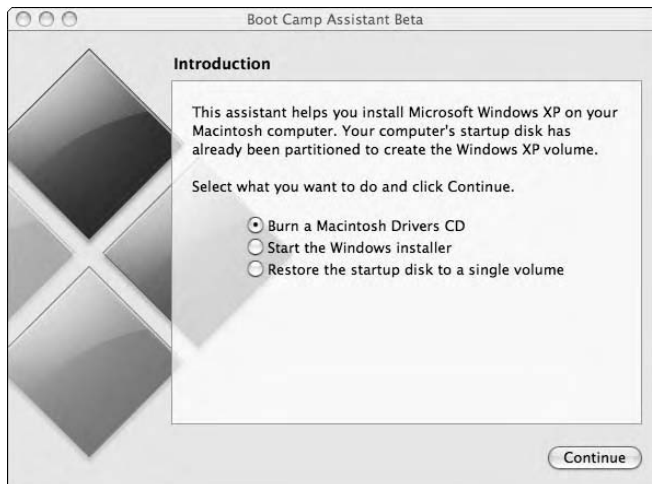 Boot Camp Assistant Beta
Introduction
This assistant helps you install Microsoft Windows XP on your
Macintosh computer. Your computer's startup disk has
already been partitioned to create the Windows XP volume.
Select what you want to do and click Continue.
Burn a Macintosh Drivers CD
Start the Windows installer
Restore the startup disk to a single volume
Continue